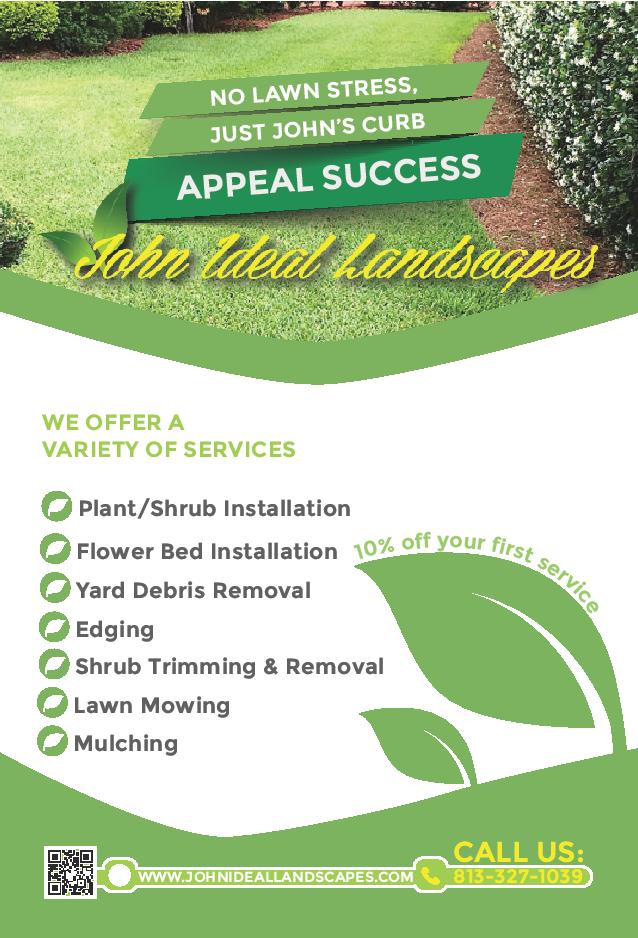 NO LAWN STRESS,
JUST JOHN'S CURB
APPEAL SUCCESS
John Ideal Landscapes
WE OFFER A
VARIETY OF SERVICES
Plant/Shrub Installation
Flower Bed Installation
10% off your first service
Yard Debris Removal
Edging
Shrub Trimming & Removal
Lawn Mowing
Mulching
CALL US:
WWW.JOHNIDEALLANDSCAPES.COM
813-327-1039